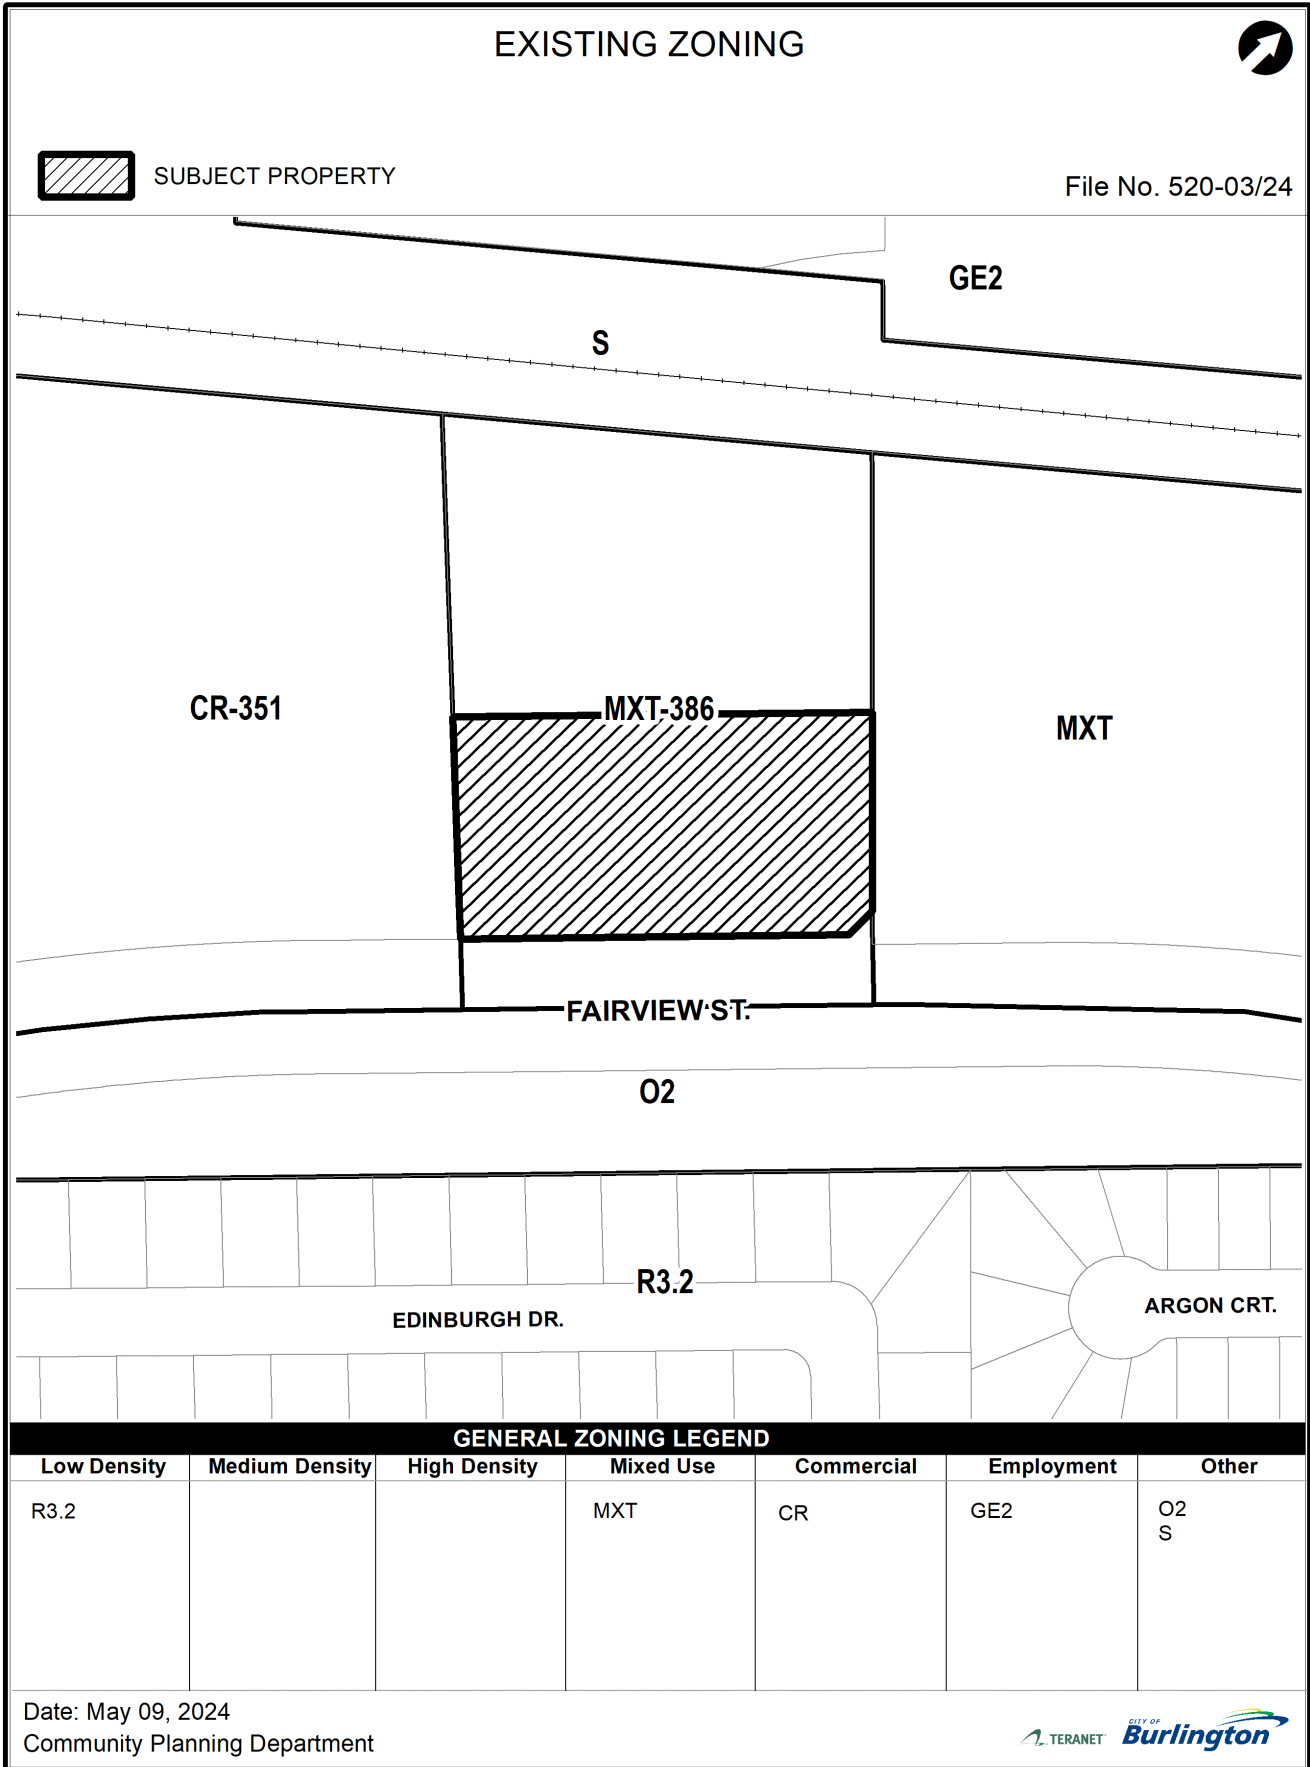 EXISTING ZONING
SUBJECT PROPERTY
File No. 520-03/24
GE2
S
CR-351
MXT-386
MXT
FAIRVIEW ST.
O2
R3.2
EDINBURGH DR.
ARGON CRT.
GENERAL ZONING LEGEND
Low Density Medium Density High Density Mixed Use Commercial Employment Other
R3.2 MXT CR GE2 O2
S
Date: May 09, 2024
Community Planning Department
TERANET
CITY OF
Burlington